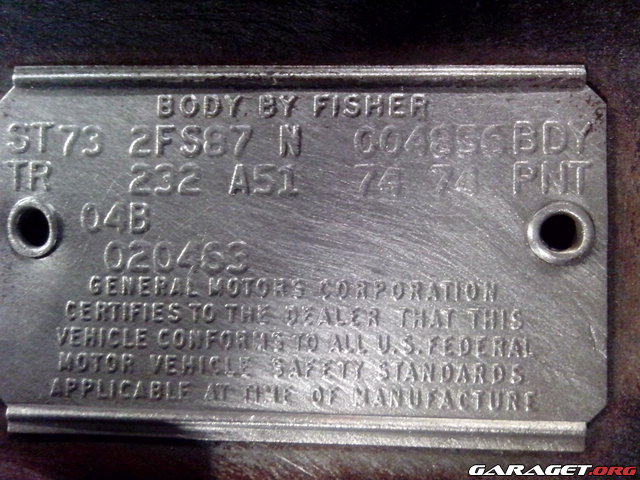 BODY BY FISHER
ST73 2FS87 N 004856 BDY
TR 232 A51 74 74 PNT
04B
020463
GENERAL MOTORS CORPORATION
CERTIFIES TO THE DEALER THAT THIS
VEHICLE CONFORMS TO ALL U.S. FEDERAL
MOTOR VEHICLE SAFETY STANDARDS
APPLICABLE AT TIME OF MANUFACTURE
GARAGET.ORG